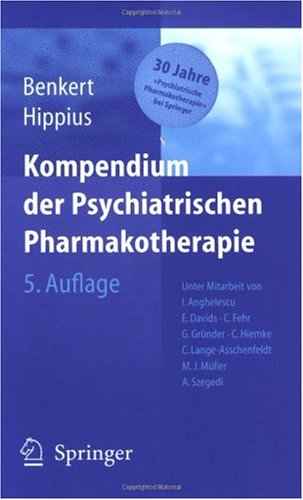 Benkert
Hippius
30 Jahre
»Psychiatrische
Pharmakotherapie«
bei Springer
Kompendium
der Psychiatrischen
Pharmakotherapie
5. Auflage
Unter Mitarbeit von
I. Anghelescu
E. Davids · C. Fehr
G. Gründer · C. Hiemke
C. Lange-Asschenfeldt
M. J. Müller
A. Szegedi
Springer